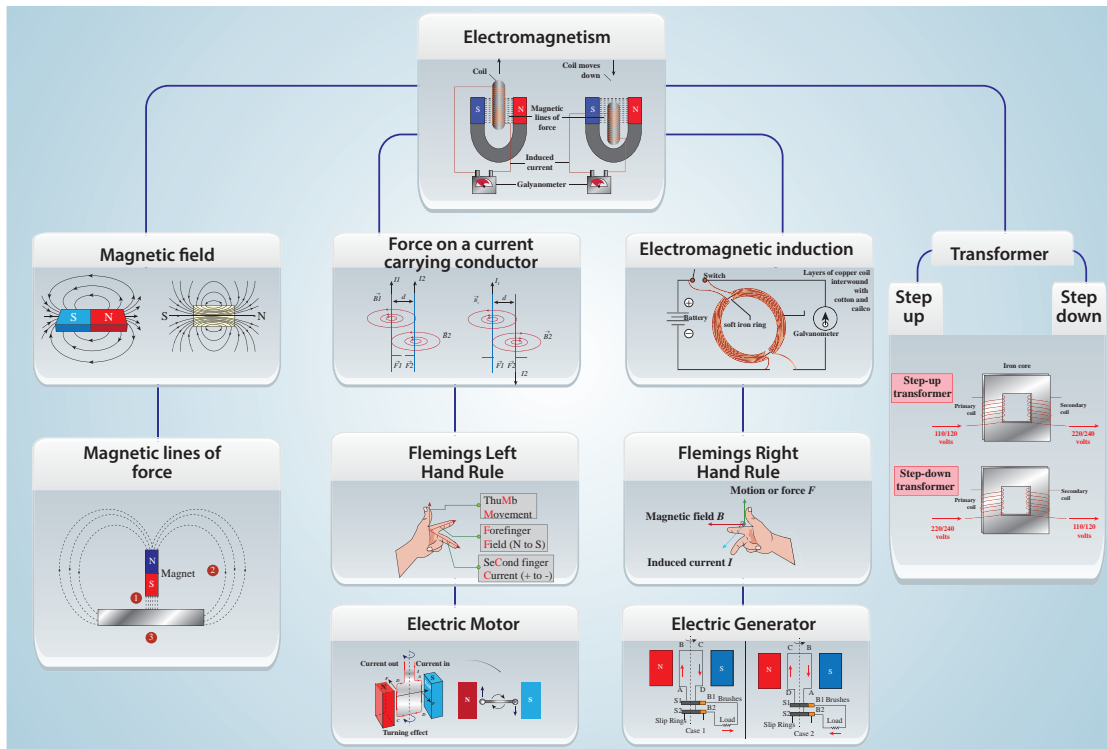 Electromagnetism
Coil
Coil moves
down
S
N
Magnetic
lines of
force
S
N
Induced
current
Galyanometer
Magnetic field
S
N
S
N
Force on a current
carrying conductor
I1
I2
B1
d
B2
F1
F2
d
B2
F1
F2
I2
Electromagnetic induction
Switch
Layers of copper coil
interwound
with
cotton and
cailco
Battery
soft iron ring
Galvanometer
Transformer
Step
up
Step
down
Iron core
Step-up
transformer
Primary
coil
Secondary
coil
110/120
volts
220/240
volts
Step-down
transformer
Primary
coil
Secondary
coil
220/240
volts
110/120
volts
Magnetic lines of
force
N
S
Magnet
1
2
3
Flemings Left
Hand Rule
ThuMb
Movement
Forefinger
Field (N to S)
SeCond finger
Current (+ to -)
Flemings Right
Hand Rule
Motion or force F
Magnetic field B
Induced current I
Electric Motor
Current out
Current in
S
N
S
Turning effect
Electric Generator
B
C
N
S
A
D
S1
B1
Brushes
S2
B2
Slip Rings
Load
Case 1
C
B
N
S
D
A
S1
B1 Brushes
S2
B2
Slip Rings
Load
Case 2